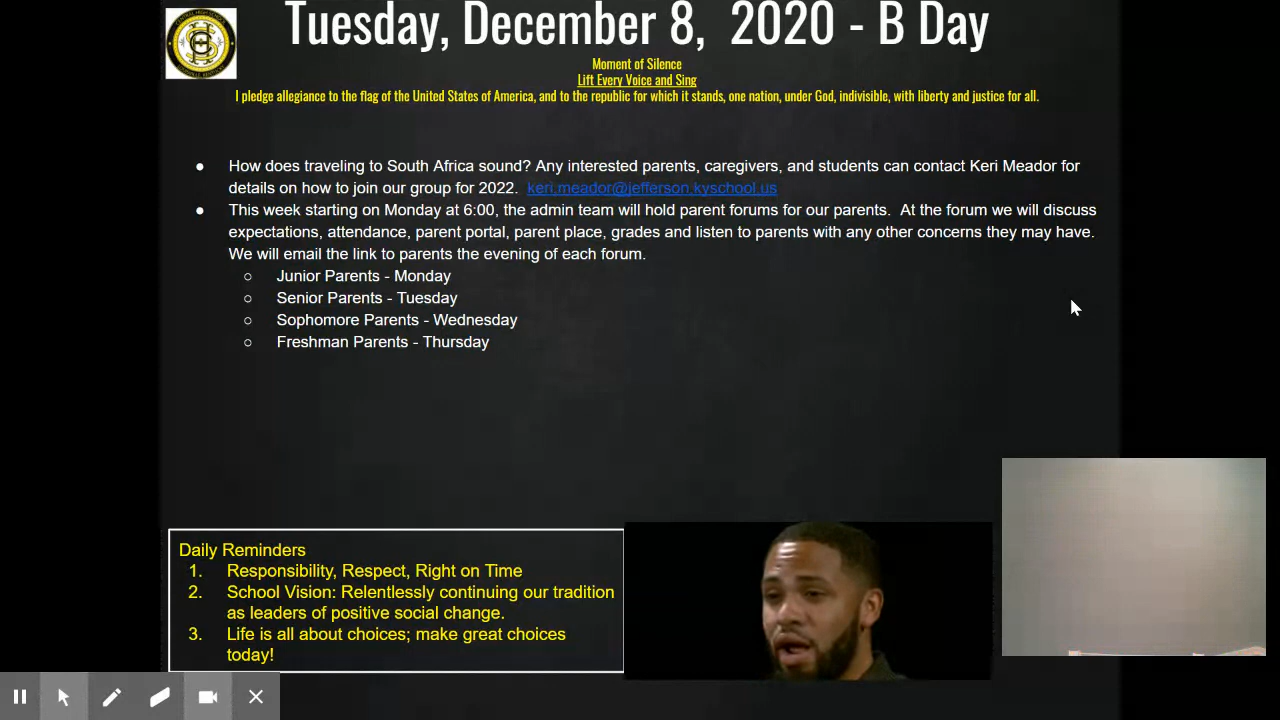 Tuesday, December 8,  2020 - B Day
Moment of Silence
Lift Every Voice and Sing
I pledge allegiance to the flag of the United States of America, and to the republic for which it stands, one nation, under God, indivisible, with liberty and justice for all.
● How does traveling to South Africa sound? Any interested parents, caregivers, and students can contact Keri Meador for
details on how to join our group for 2022.  keri.meador@jefferson.kyschool.us
● This week starting on Monday at 6:00, the admin team will hold parent forums for our parents.  At the forum we will discuss
expectations, attendance, parent portal, parent place, grades and listen to parents with any other concerns they may have.
We will email the link to parents the evening of each forum.
○ Junior Parents - Monday
○ Senior Parents - Tuesday
○ Sophomore Parents - Wednesday
○ Freshman Parents - Thursday
Daily Reminders
1. Responsibility, Respect, Right on Time
2. School Vision: Relentlessly continuing our tradition
as leaders of positive social change.
3. Life is all about choices; make great choices
today!